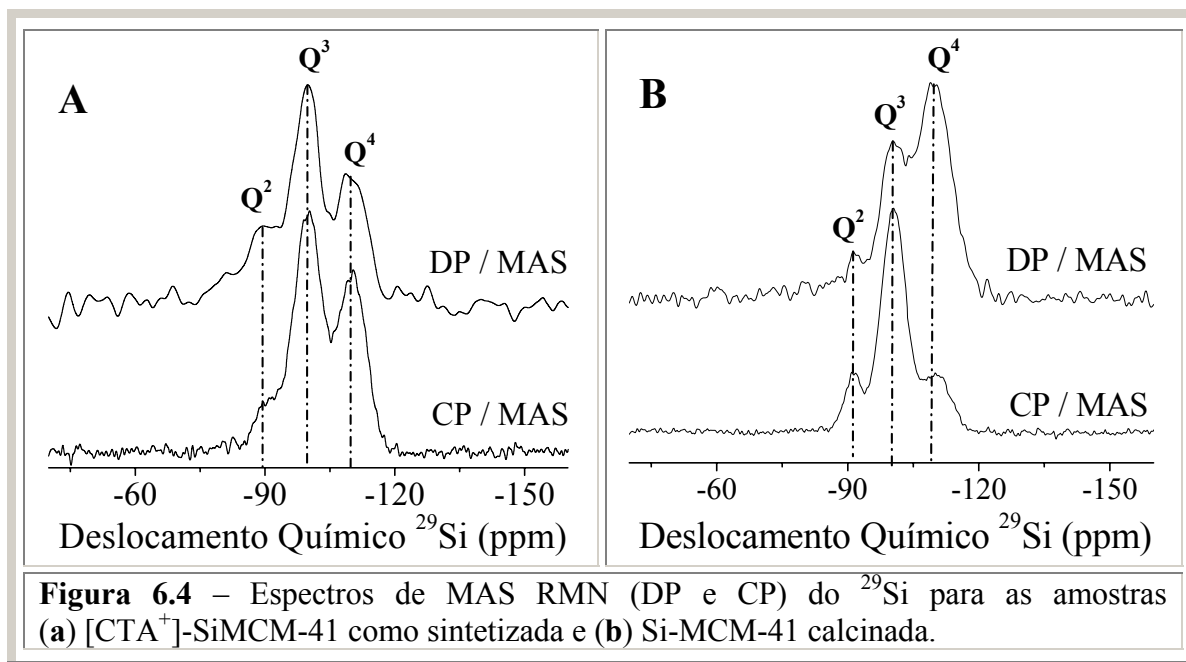 A
Q²
Q³
Q⁴
DP / MAS
CP / MAS
-60 -90 -120 -150
Deslocamento Químico ²⁹Si (ppm)
B
Q²
Q³
Q⁴
DP / MAS
CP / MAS
-60 -90 -120 -150
Deslocamento Químico ²⁹Si (ppm)
Figura 6.4 – Espectros de MAS RMN (DP e CP) do ²⁹Si para as amostras
(a) [CTA⁺]-SiMCM-41 como sintetizada e (b) Si-MCM-41 calcinada.